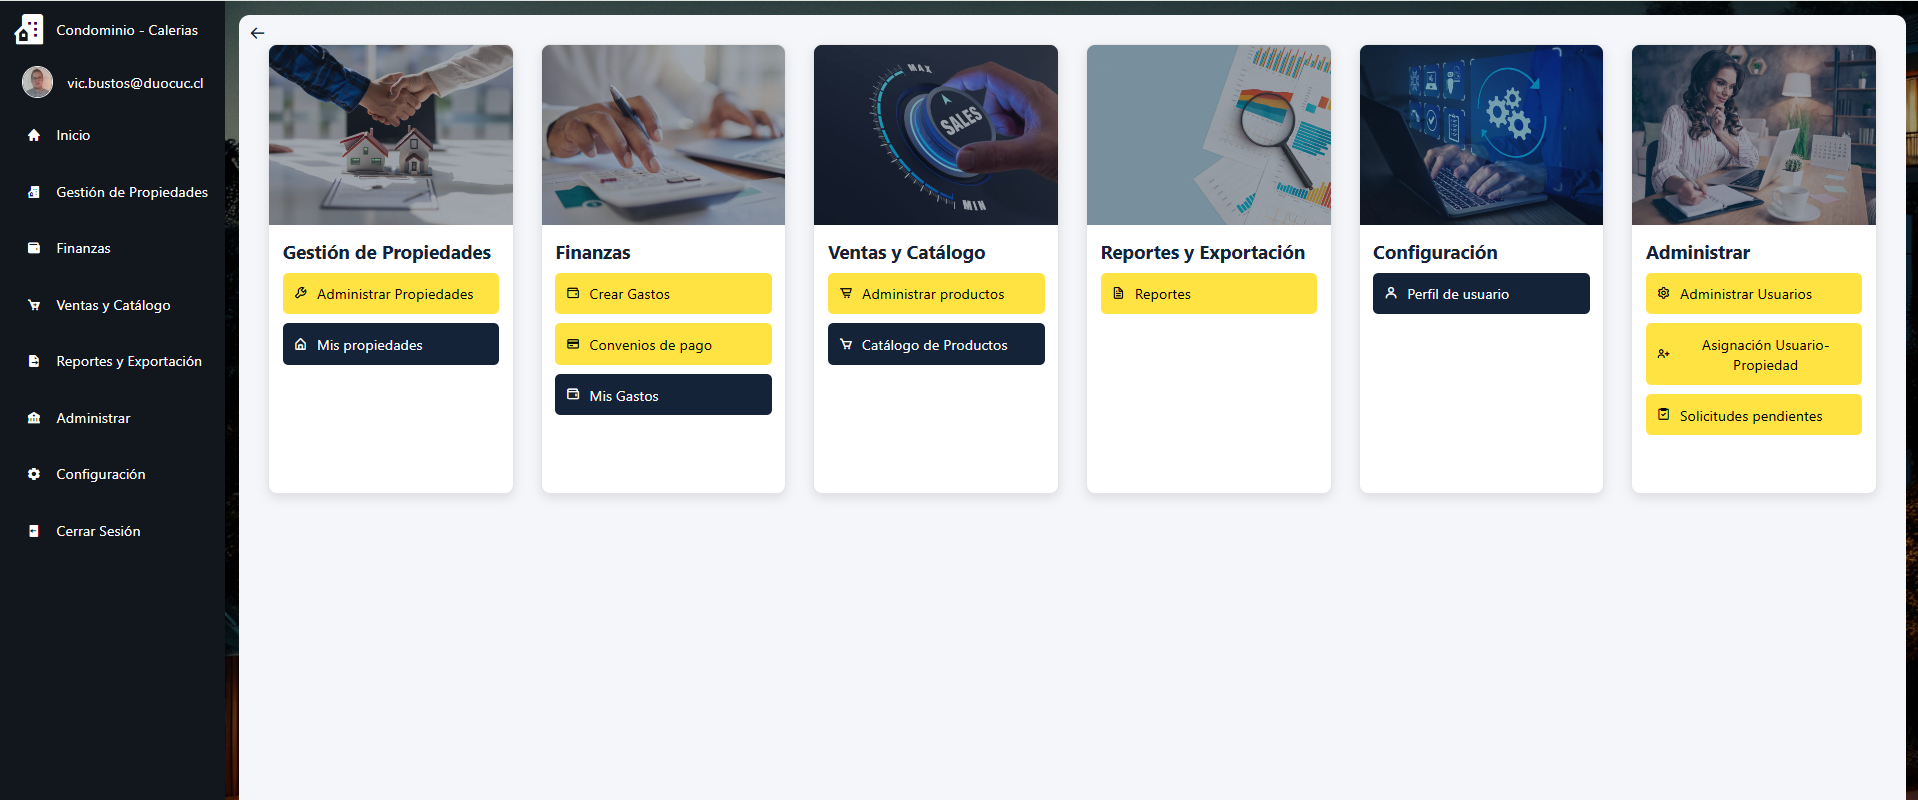 Condominio - Calerias
vic.bustos@duocuc.cl
Inicio
Gestión de Propiedades
Finanzas
Ventas y Catálogo
Reportes y Exportación
Administrar
Configuración
Cerrar Sesión
Gestión de Propiedades
Administrar Propiedades
Mis propiedades
Finanzas
Crear Gastos
Convenios de pago
Mis Gastos
MAX
SALES
MIN
Ventas y Catálogo
Administrar productos
Catálogo de Productos
Reportes y Exportación
Reportes
Configuración
Perfil de usuario
Administrar
Administrar Usuarios
Asignación Usuario-
Propiedad
Solicitudes pendientes